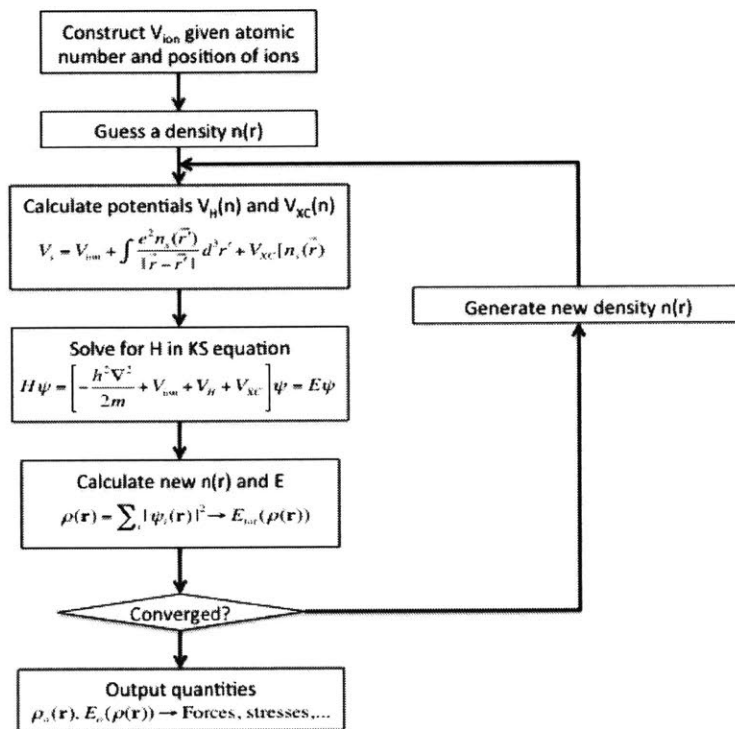 Construct V_ion given atomic
number and position of ions
Guess a density n(r)
Calculate potentials V_H(n) and V_XC(n)
V_s = V_ion + ∫ e²n_s(r⃗')/|r⃗ − r⃗'| d³r' + V_XC[n_s(r⃗)
Generate new density n(r)
Solve for H in KS equation
Hψ = [−h²∇²/2m + V_ion + V_H + V_XC]ψ = Eψ
Calculate new n(r) and E
ρ(r) = ∑_i |ψ_i(r)|² → E_tot(ρ(r))
Converged?
Output quantities
ρ_o(r), E_o(ρ(r)) → Forces, stresses,...